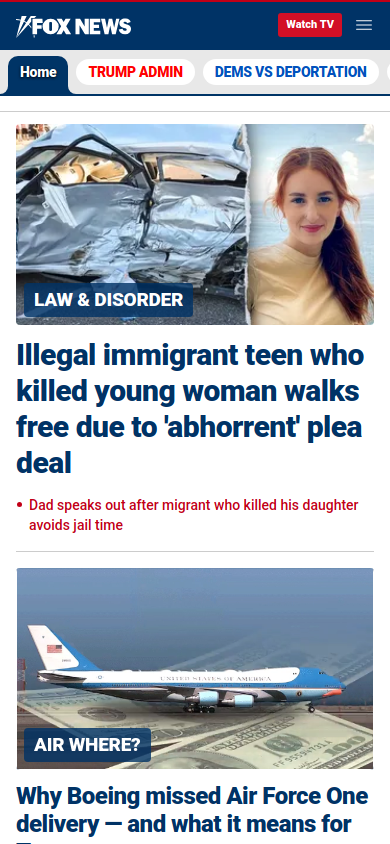 FOX NEWS
Watch TV
Home
TRUMP ADMIN
DEMS VS DEPORTATION
LAW & DISORDER
Illegal immigrant teen who
killed young woman walks
free due to 'abhorrent' plea
deal
Dad speaks out after migrant who killed his daughter
avoids jail time
UNITED STATES OF AMERICA
100
AIR WHERE?
Why Boeing missed Air Force One
delivery — and what it means for